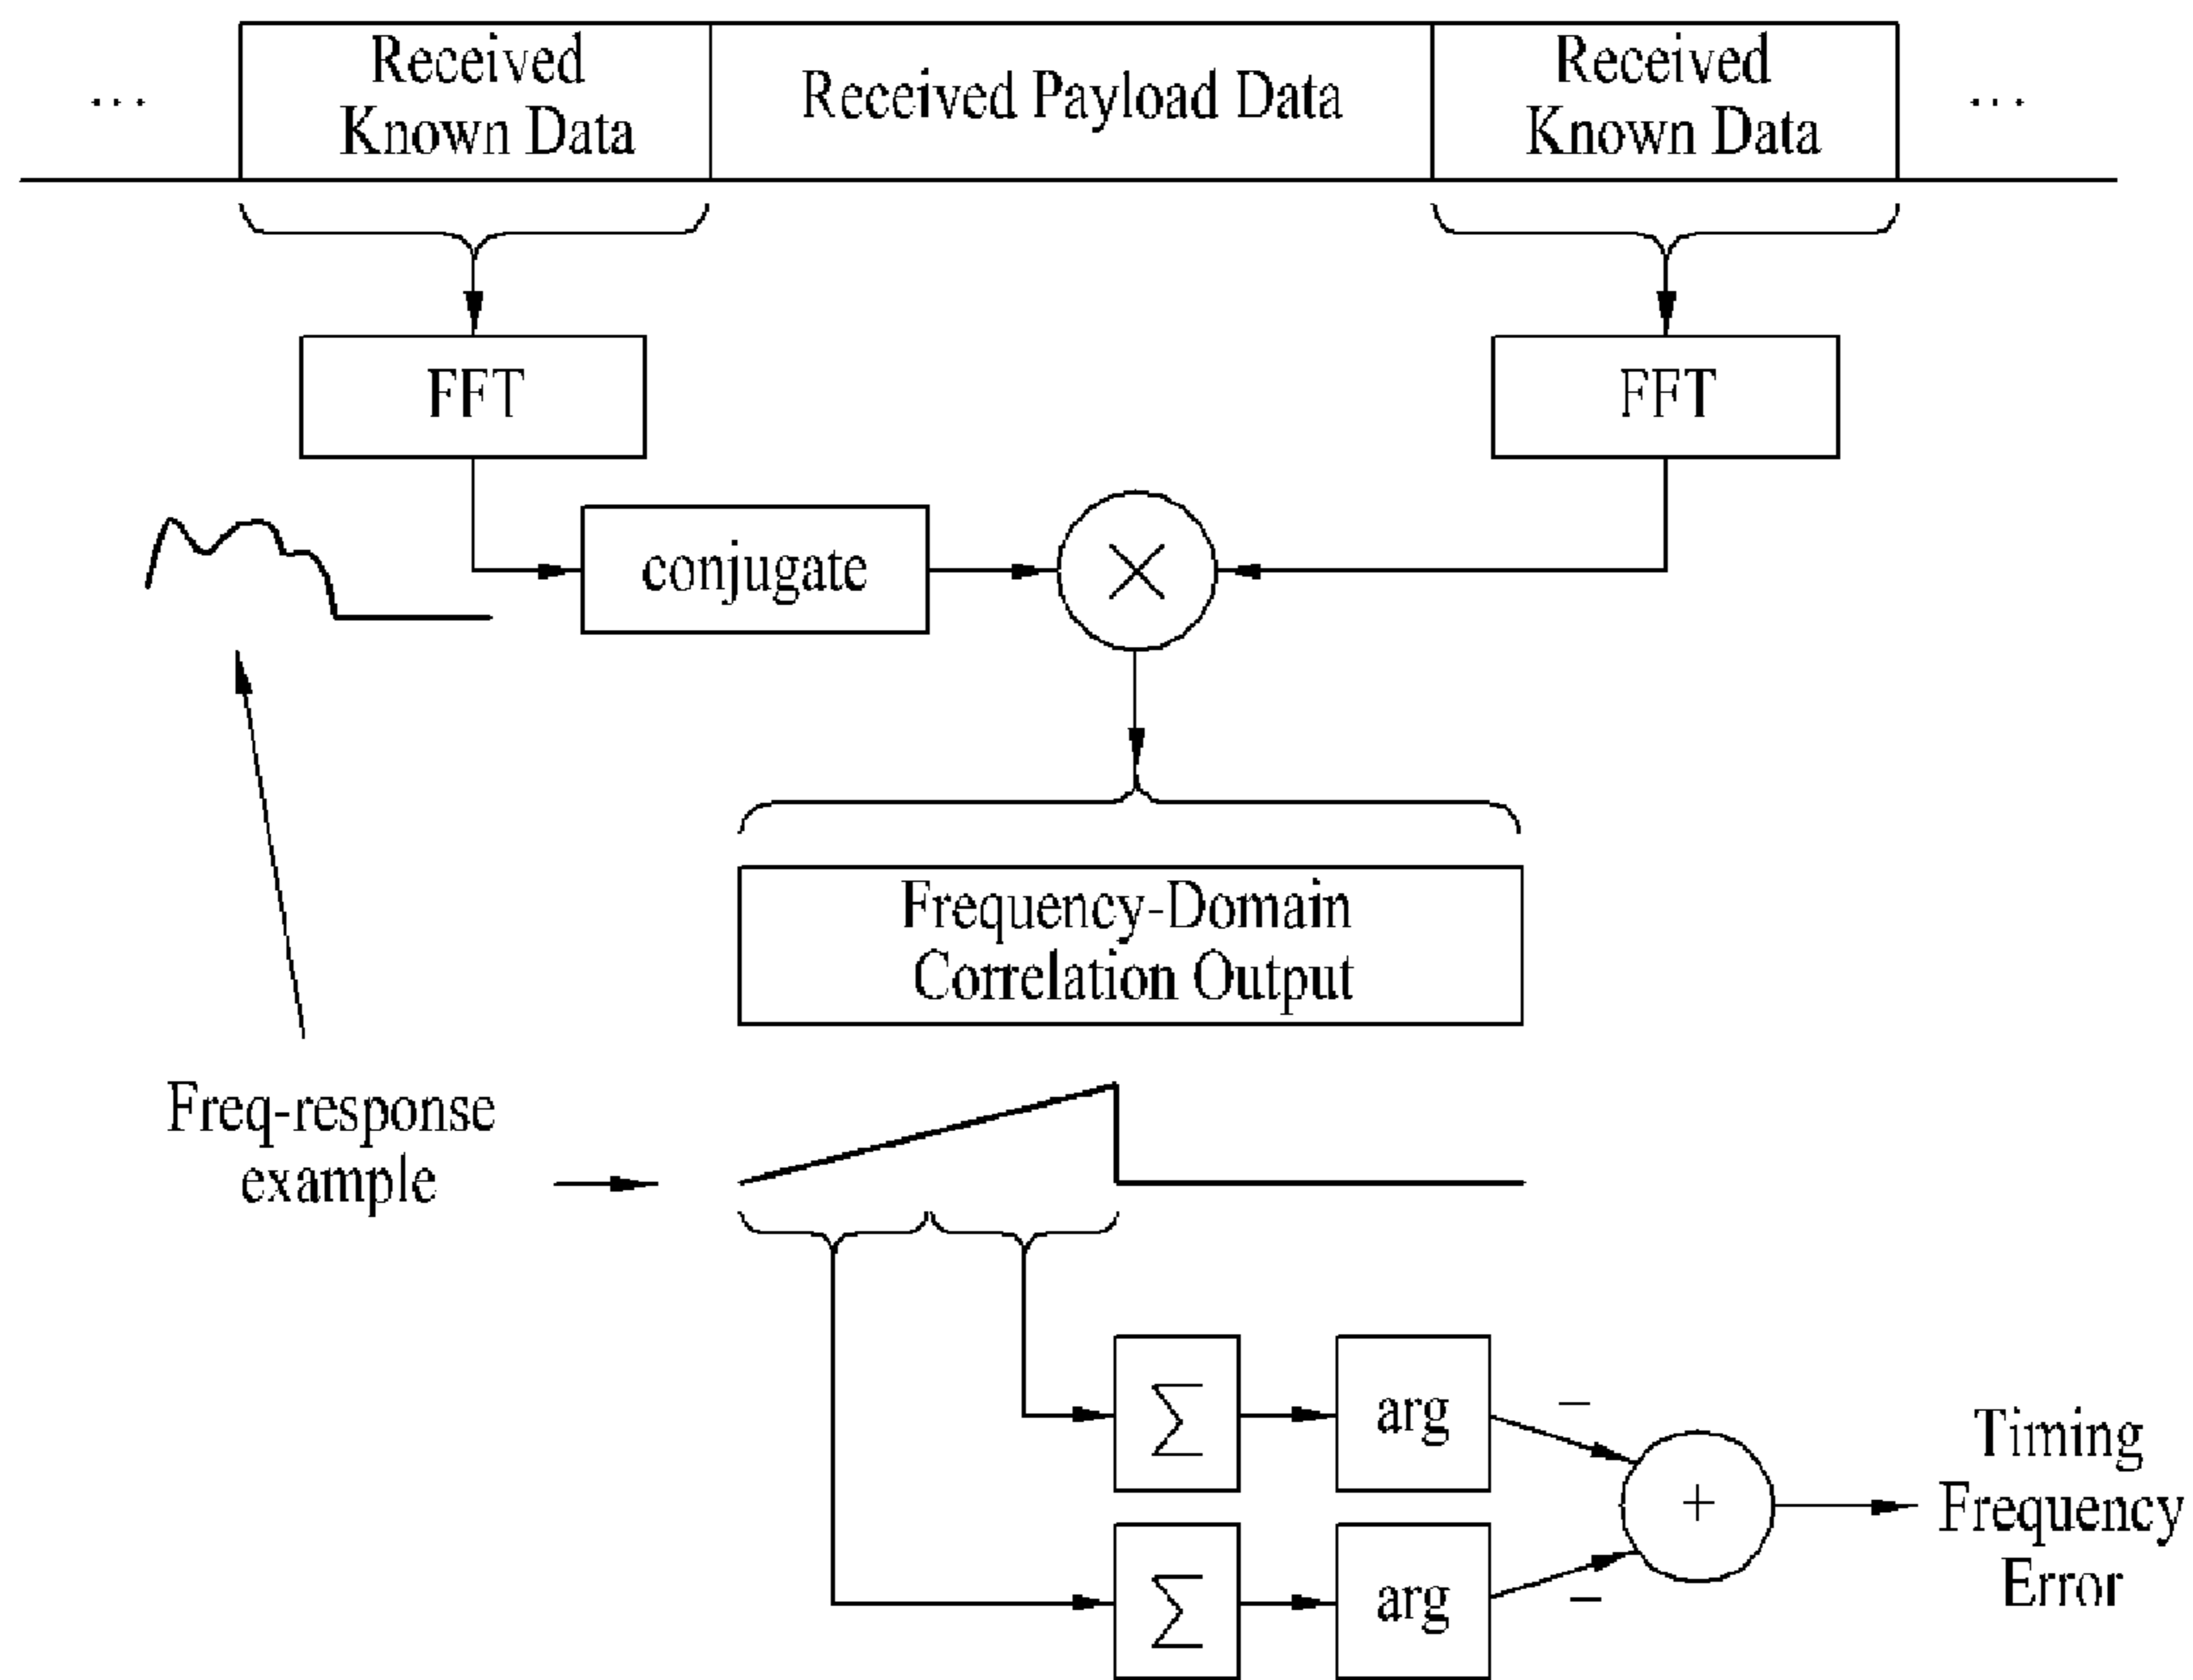 ...
Received
Known Data
Received Payload Data
Received
Known Data
...
FFT
FFT
conjugate
×
Frequency-Domain
Correlation Output
Freq-response
example
∑
arg
−
+
Timing
Frequency
Error
∑
arg
−